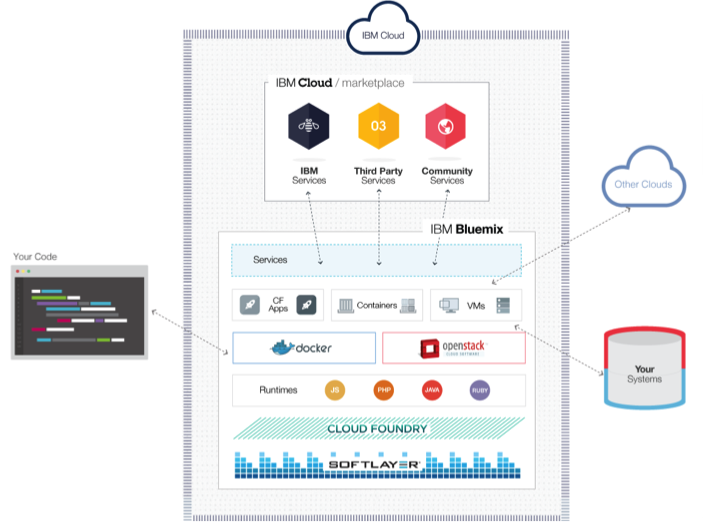 IBM Cloud
IBM Cloud / marketplace
03
IBM
Services
Third Party
Services
Community
Services
Other Clouds
IBM Bluemix
Your Code
Services
CF
Apps
Containers
VMs
docker
openstack
CLOUD SOFTWARE
Your
Systems
Runtimes
JS
PHP
JAVA
RUBY
CLOUD FOUNDRY
SOFTLAYER